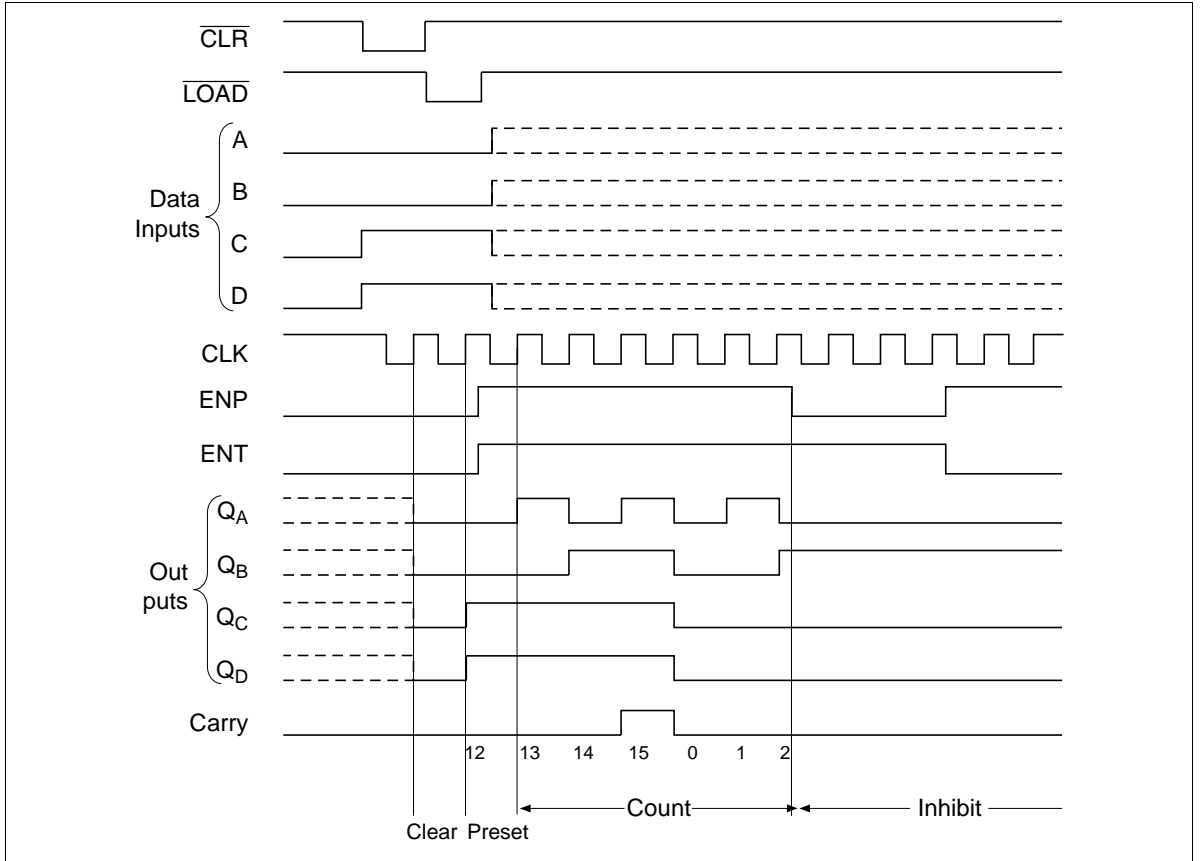 CLR
LOAD
A
B
Data
Inputs
C
D
CLK
ENP
ENT
QA
QB
Out
puts
QC
QD
Carry
12 13 14 15 0 1 2
Count
Inhibit
Clear Preset